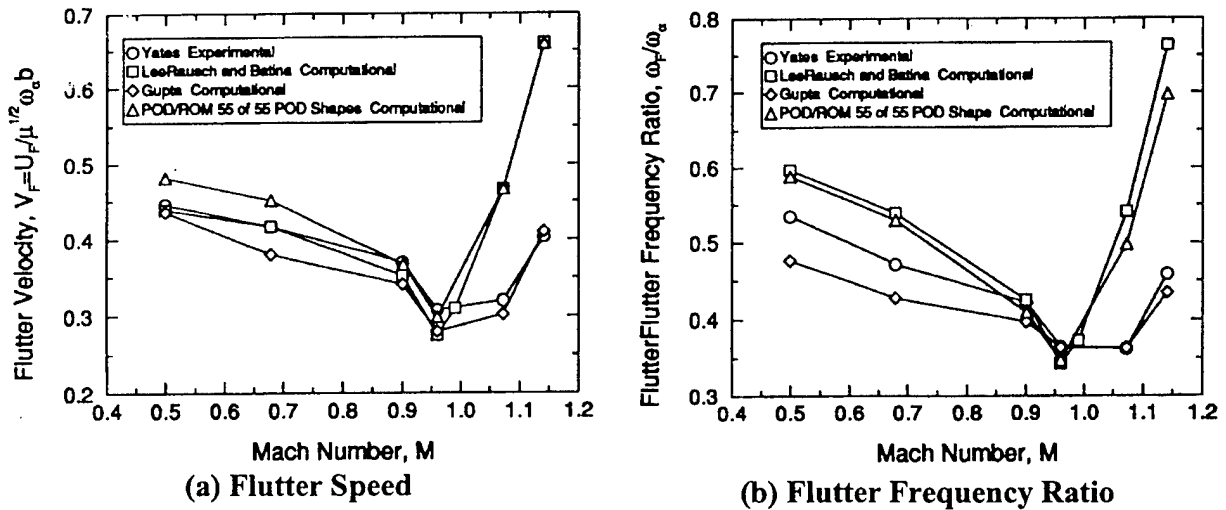 0.7
0.6
0.5
0.4
0.3
0.2
Flutter Velocity, V_F=U_F/μ^1/2 ω_α b
Yates Experimental
LeeRausch and Batina Computational
Gupta Computational
POD/ROM 55 of 55 POD Shapes Computational
0.4 0.5 0.6 0.7 0.8 0.9 1.0 1.1 1.2
Mach Number, M
(a) Flutter Speed
0.8
0.7
0.6
0.5
0.4
0.3
FlutterFlutter Frequency Ratio, ω_F/ω_α
Yates Experimental
LeeRausch and Batina Computational
Gupta Computational
POD/ROM 55 of 55 POD Shape Computational
0.4 0.5 0.6 0.7 0.8 0.9 1.0 1.1 1.2
Mach Number, M
(b) Flutter Frequency Ratio